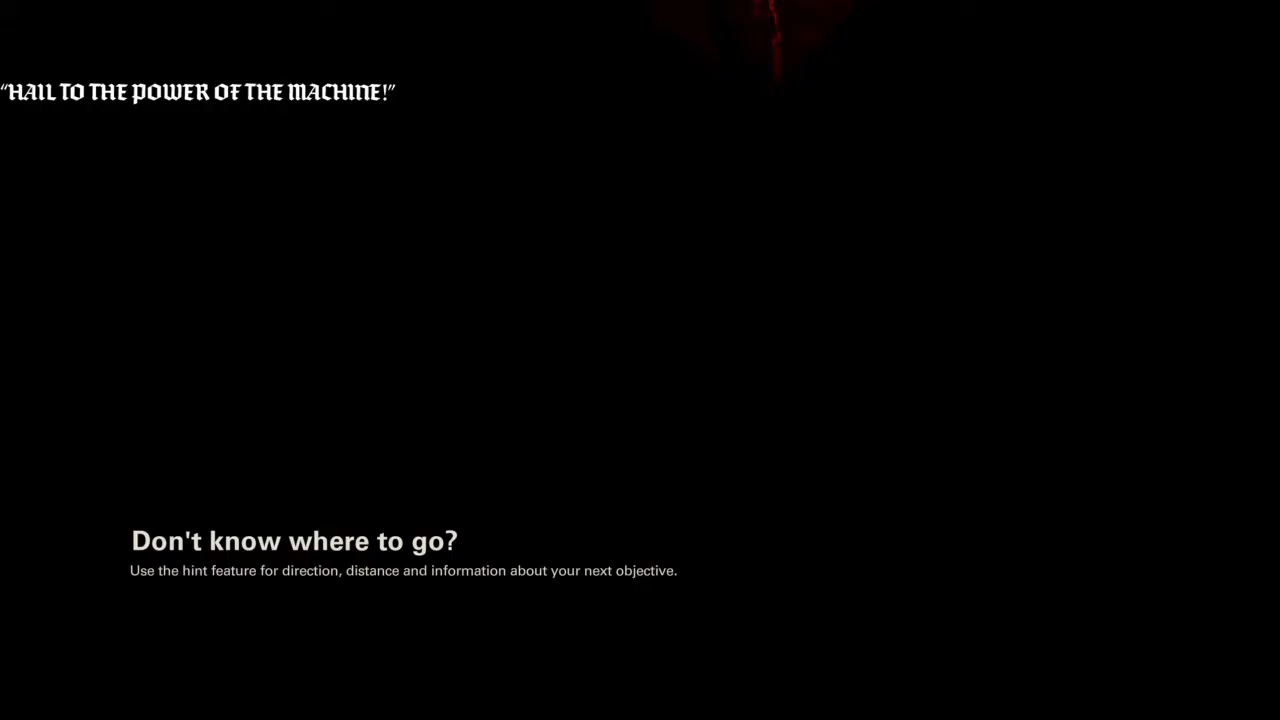 “HAIL TO THE POWER OF THE MACHINE!”
Don't know where to go?
Use the hint feature for direction, distance and information about your next objective.